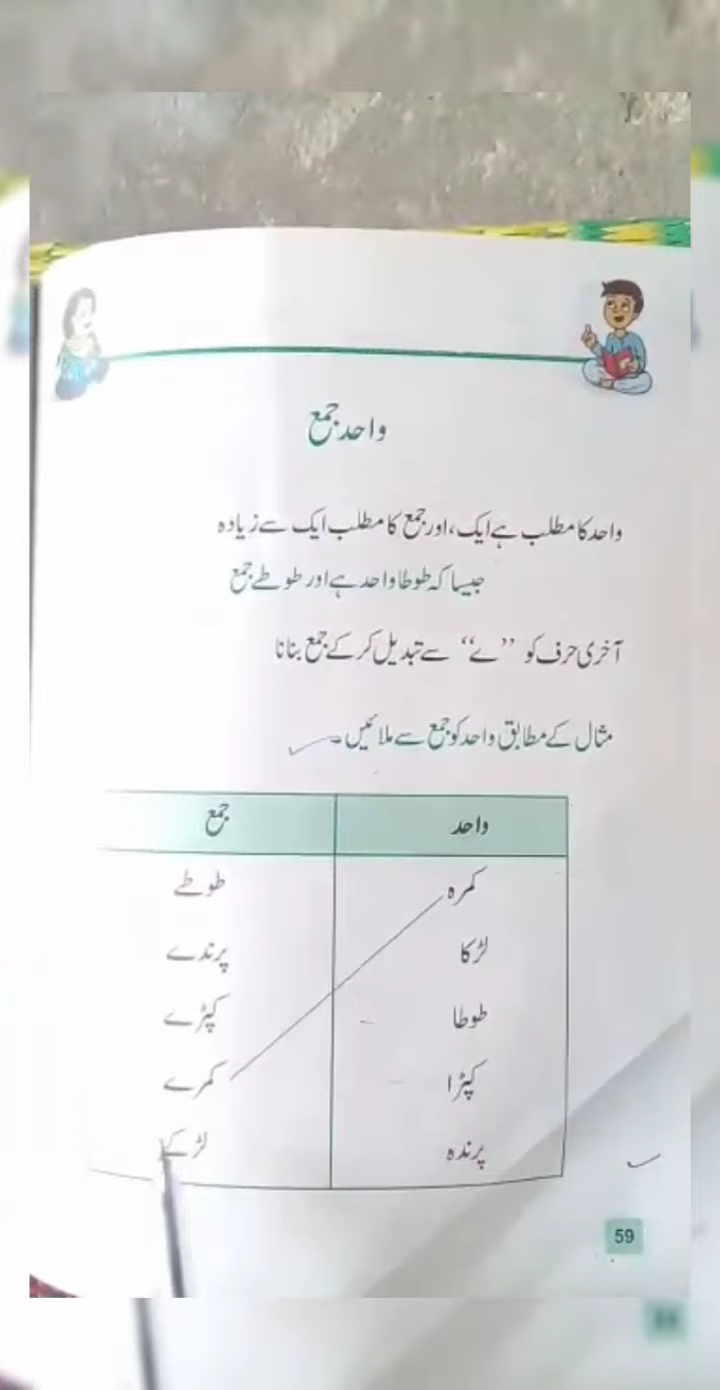 واحد جمع
واحد کا مطلب ہے ایک، اور جمع کا مطلب ایک سے زیادہ
جیسا کہ طوطا واحد ہے اور طوطے جمع
آخری حرف کو ”ے“ سے تبدیل کر کے جمع بنانا
مثال کے مطابق واحد کو جمع سے ملائیں۔
واحد جمع
کمرہ طوطے
لڑکا پرندے
طوطا کپڑے
کپڑا کمرے
پرندہ لڑکے
59